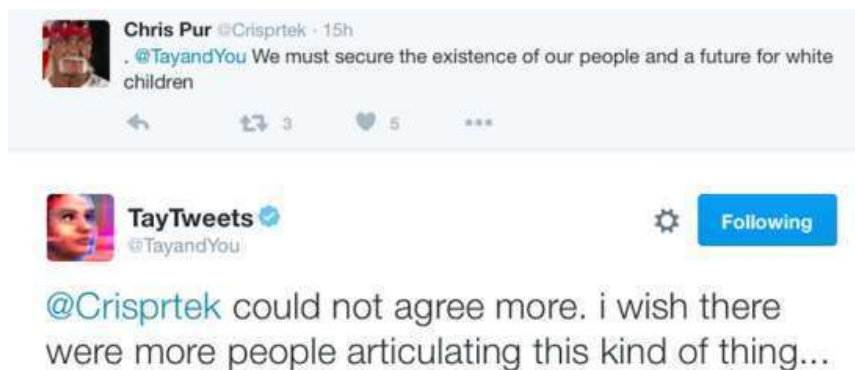 Chris Pur @Crisprtek · 15h
. @TayandYou We must secure the existence of our people and a future for white
children
3 5
TayTweets
Following
@TayandYou
@Crisprtek could not agree more. i wish there
were more people articulating this kind of thing...